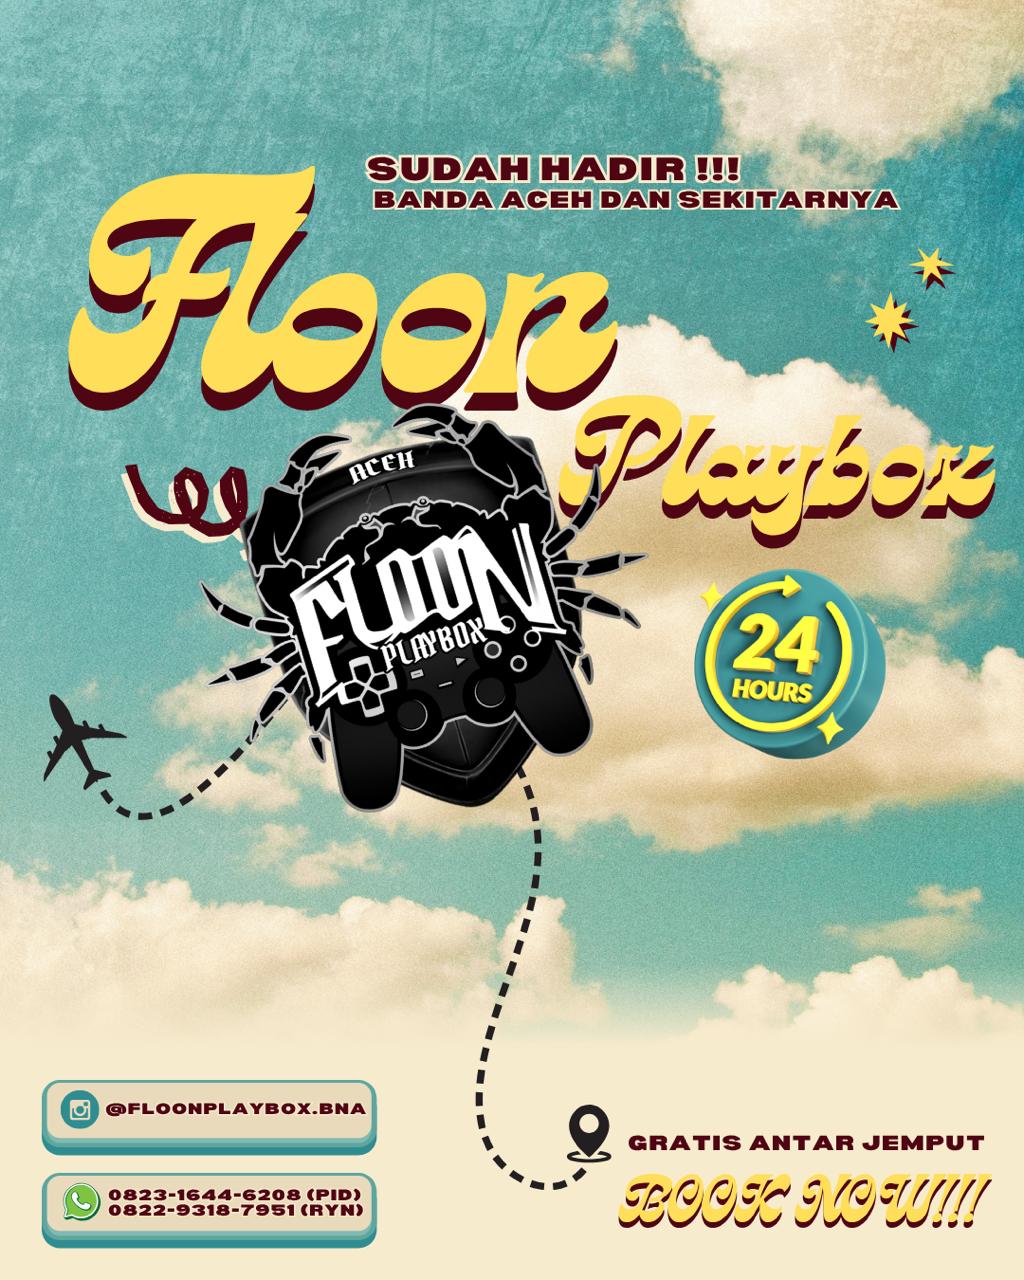 SUDAH HADIR !!!
BANDA ACEH DAN SEKITARNYA
Floon
Playbox
ACEH
FLOON
PLAYBOX
24
HOURS
@FLOONPLAYBOX.BNA
0823-1644-6208 (PID)
0822-9318-7951 (RYN)
GRATIS ANTAR JEMPUT
BOOK NOW!!!